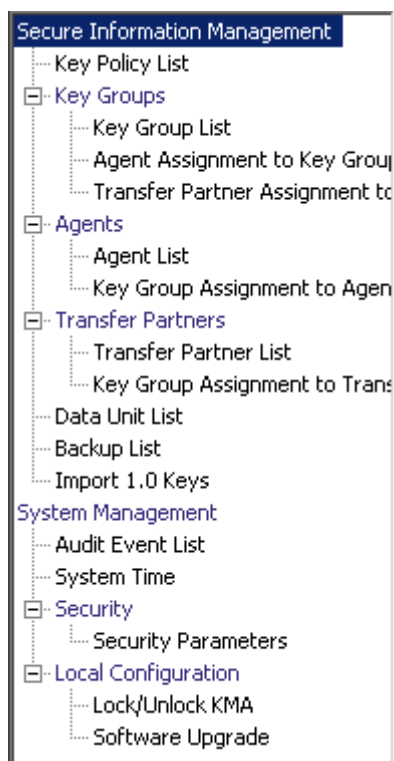 Secure Information Management
Key Policy List
Key Groups
Key Group List
Agent Assignment to Key Grou
Transfer Partner Assignment to
Agents
Agent List
Key Group Assignment to Agen
Transfer Partners
Transfer Partner List
Key Group Assignment to Trans
Data Unit List
Backup List
Import 1.0 Keys
System Management
Audit Event List
System Time
Security
Security Parameters
Local Configuration
Lock/Unlock KMA
Software Upgrade